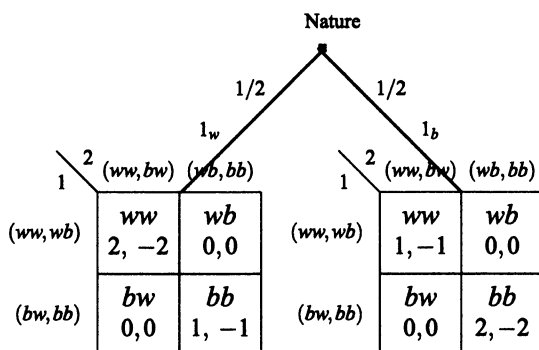 Nature
1/2 1/2
1w 1b
2 (ww,bw) (wb,bb) 2 (ww,bw) (wb,bb)
1 1
ww wb ww wb
(ww,wb) (ww,wb)
2, −2 0,0 1,−1 0,0
bw bb bw bb
(bw,bb) (bw,bb)
0,0 1, −1 0,0 2,−2